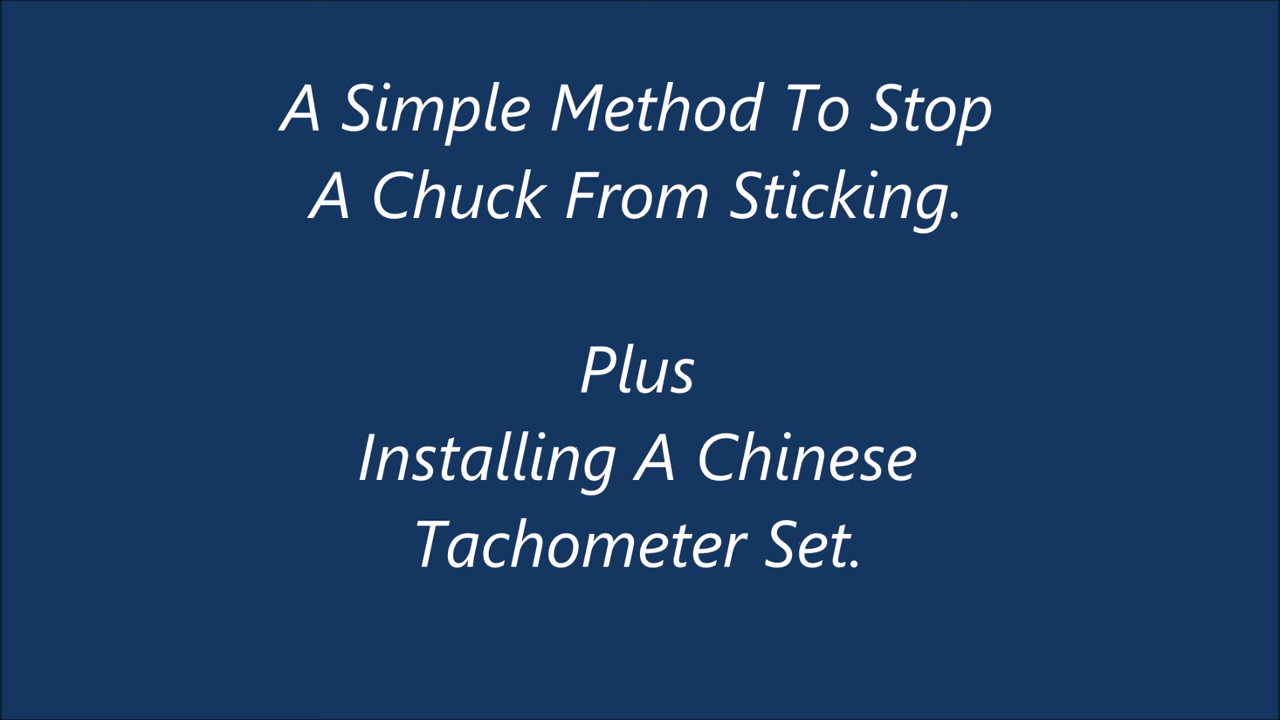 A Simple Method To Stop
A Chuck From Sticking.
Plus
Installing A Chinese
Tachometer Set.